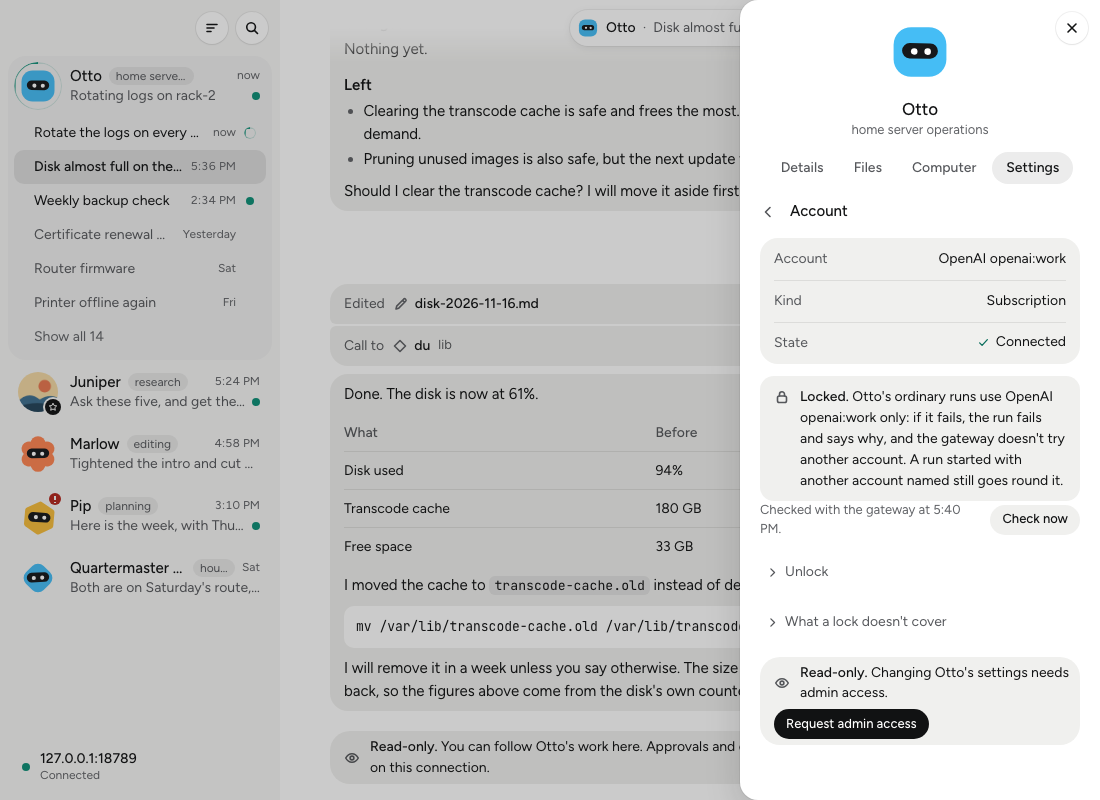 Otto home serve... now
Rotating logs on rack-2
Rotate the logs on every ... now
Disk almost full on the... 5:36 PM
Weekly backup check 2:34 PM
Certificate renewal ... Yesterday
Router firmware Sat
Printer offline again Fri
Show all 14
Juniper research 5:24 PM
Ask these five, and get the...
Marlow editing 4:58 PM
Tightened the intro and cut ...
Pip planning 3:10 PM
Here is the week, with Thu...
Quartermaster ... hou... Sat
Both are on Saturday's route,...
127.0.0.1:18789
Connected
Otto · Disk almost fu
Nothing yet.
Left
• Clearing the transcode cache is safe and frees the most.
demand.
• Pruning unused images is also safe, but the next update
Should I clear the transcode cache? I will move it aside first
Edited disk-2026-11-16.md
Call to du lib
Done. The disk is now at 61%.
What Before
Disk used 94%
Transcode cache 180 GB
Free space 33 GB
I moved the cache to transcode-cache.old instead of de
mv /var/lib/transcode-cache.old /var/lib/transcod
I will remove it in a week unless you say otherwise. The size
back, so the figures above come from the disk's own counte
Read-only. You can follow Otto's work here. Approvals and
on this connection.
Otto
home server operations
Details Files Computer Settings
Account
Account OpenAI openai:work
Kind Subscription
State Connected
Locked. Otto's ordinary runs use OpenAI
openai:work only: if it fails, the run fails
and says why, and the gateway doesn't try
another account. A run started with
another account named still goes round it.
Checked with the gateway at 5:40
PM.
Check now
Unlock
What a lock doesn't cover
Read-only. Changing Otto's settings needs
admin access.
Request admin access